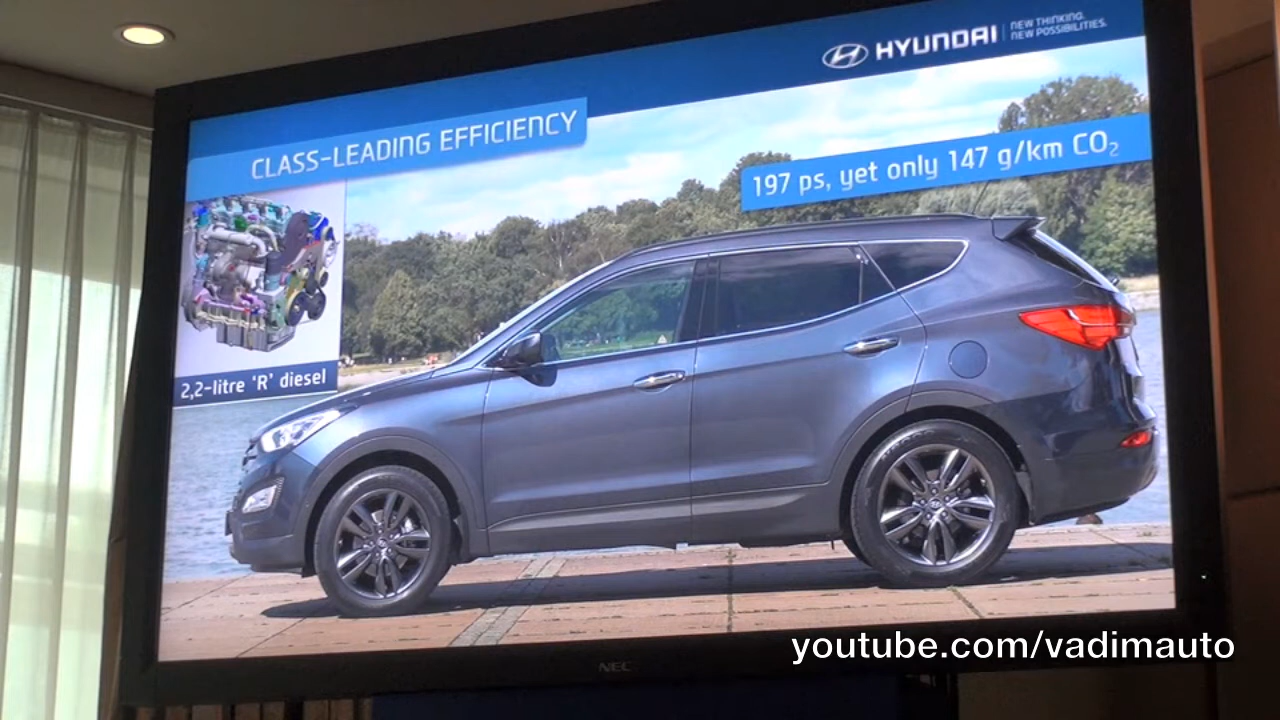 HYUNDAI
NEW THINKING.
NEW POSSIBILITIES.
CLASS-LEADING EFFICIENCY
197 ps, yet only 147 g/km CO₂
2,2-litre ‘R’ diesel
NEC
youtube.com/vadimauto